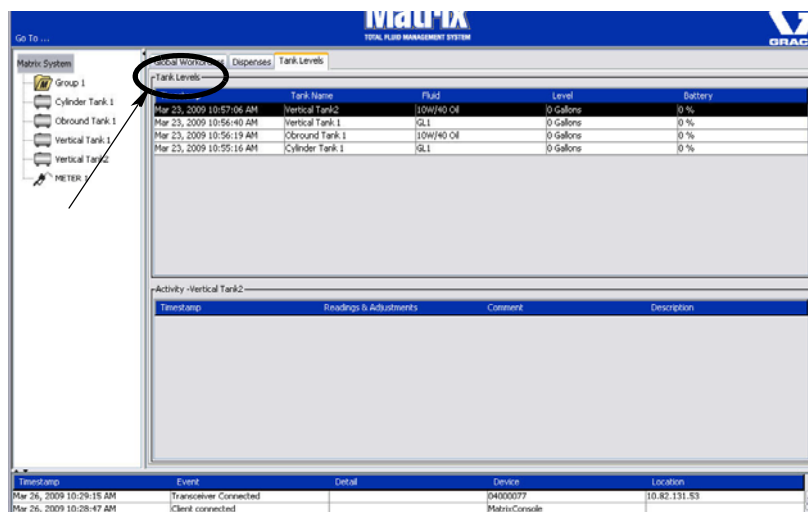 Matrix
TOTAL FLUID MANAGEMENT SYSTEM
Go To ...
GRAC
Matrix System
Group 1
Cylinder Tank 1
Obround Tank 1
Vertical Tank 1
Vertical Tank2
METER 1
Global Workorders Dispenses Tank Levels
Tank Levels
Tank Name Fluid Level Battery
Mar 23, 2009 10:57:06 AM Vertical Tank2 10W/40 Oil 0 Gallons 0 %
Mar 23, 2009 10:56:40 AM Vertical Tank 1 GL1 0 Gallons 0 %
Mar 23, 2009 10:56:19 AM Obround Tank 1 10W/40 Oil 0 Gallons 0 %
Mar 23, 2009 10:55:16 AM Cylinder Tank 1 GL1 0 Gallons 0 %
Activity -Vertical Tank2
Timestamp Readings & Adjustments Comment Description
Timestamp Event Detail Device Location
Mar 26, 2009 10:29:15 AM Transceiver Connected 04000077 10.82.131.53
Mar 26, 2009 10:28:47 AM Client connected MatrixConsole